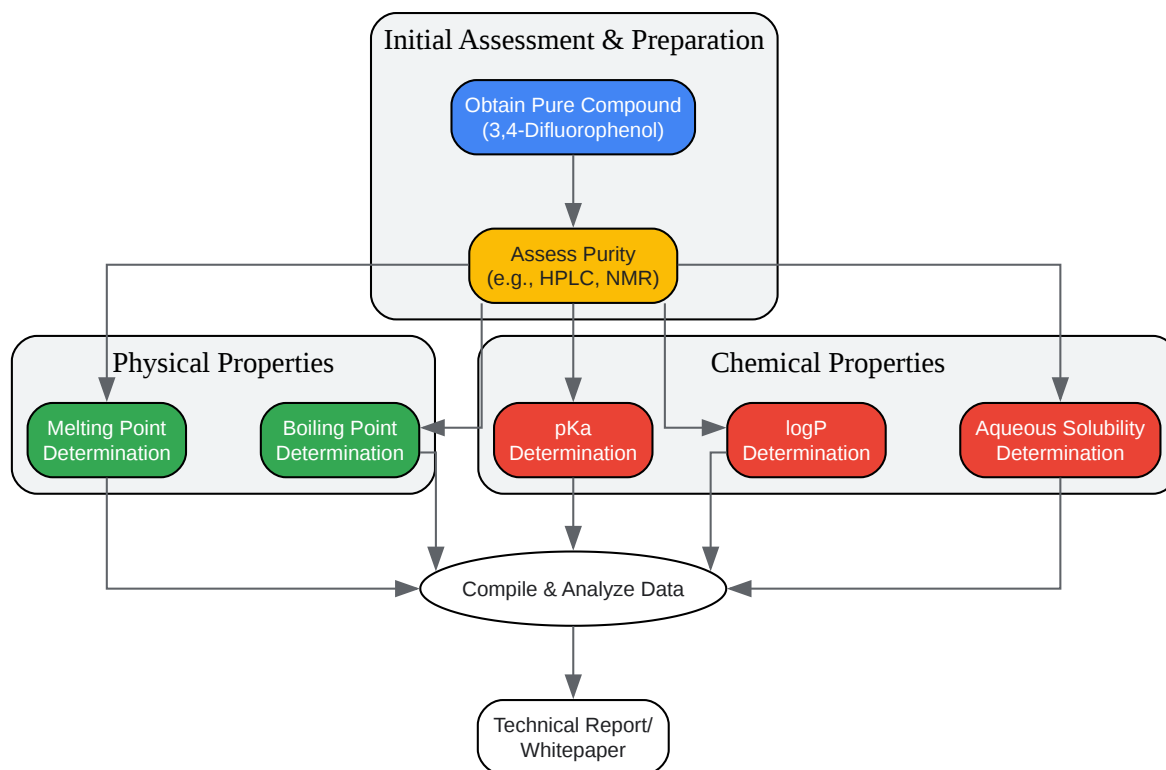 Initial Assessment & Preparation
Obtain Pure Compound
(3,4-Difluorophenol)
Assess Purity
(e.g., HPLC, NMR)
Physical Properties
Melting Point
Determination
Boiling Point
Determination
Chemical Properties
pKa
Determination
logP
Determination
Aqueous Solubility
Determination
Compile & Analyze Data
Technical Report/
Whitepaper